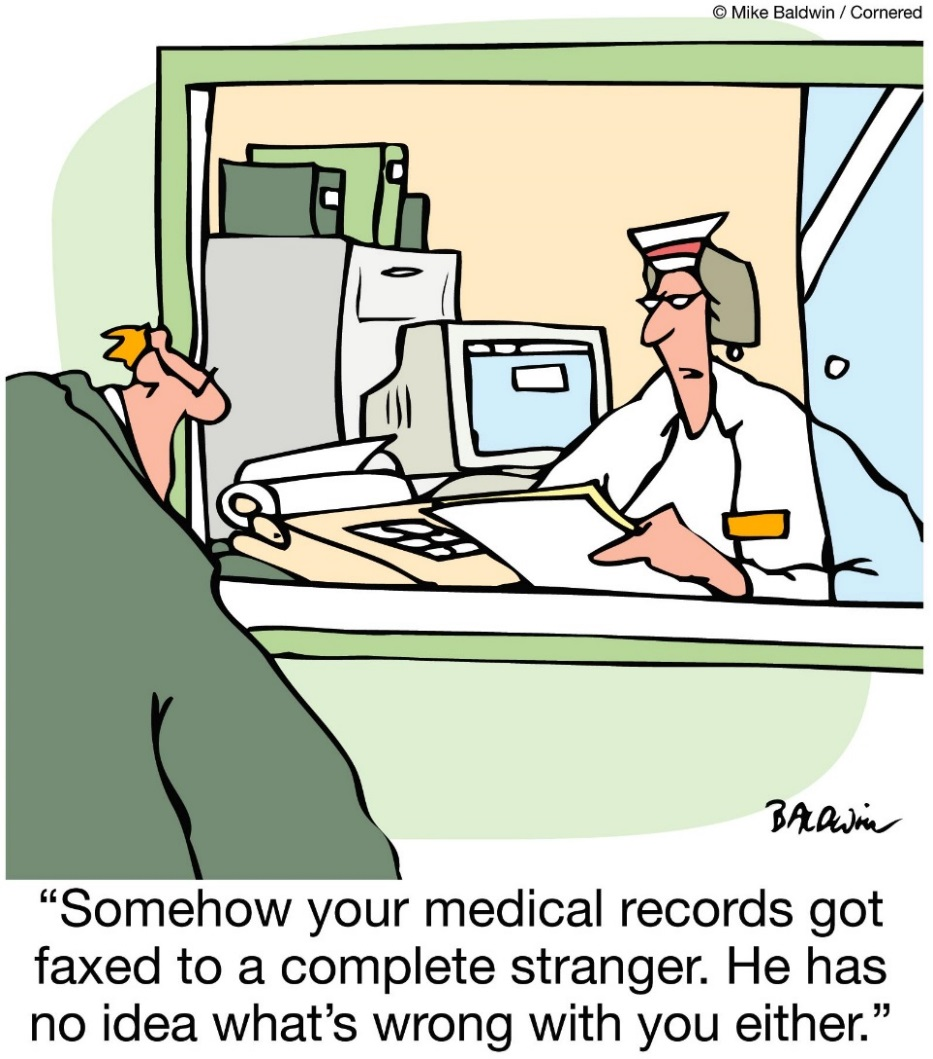 © Mike Baldwin / Cornered
BALDWIN
“Somehow your medical records got
faxed to a complete stranger. He has
no idea what’s wrong with you either.”